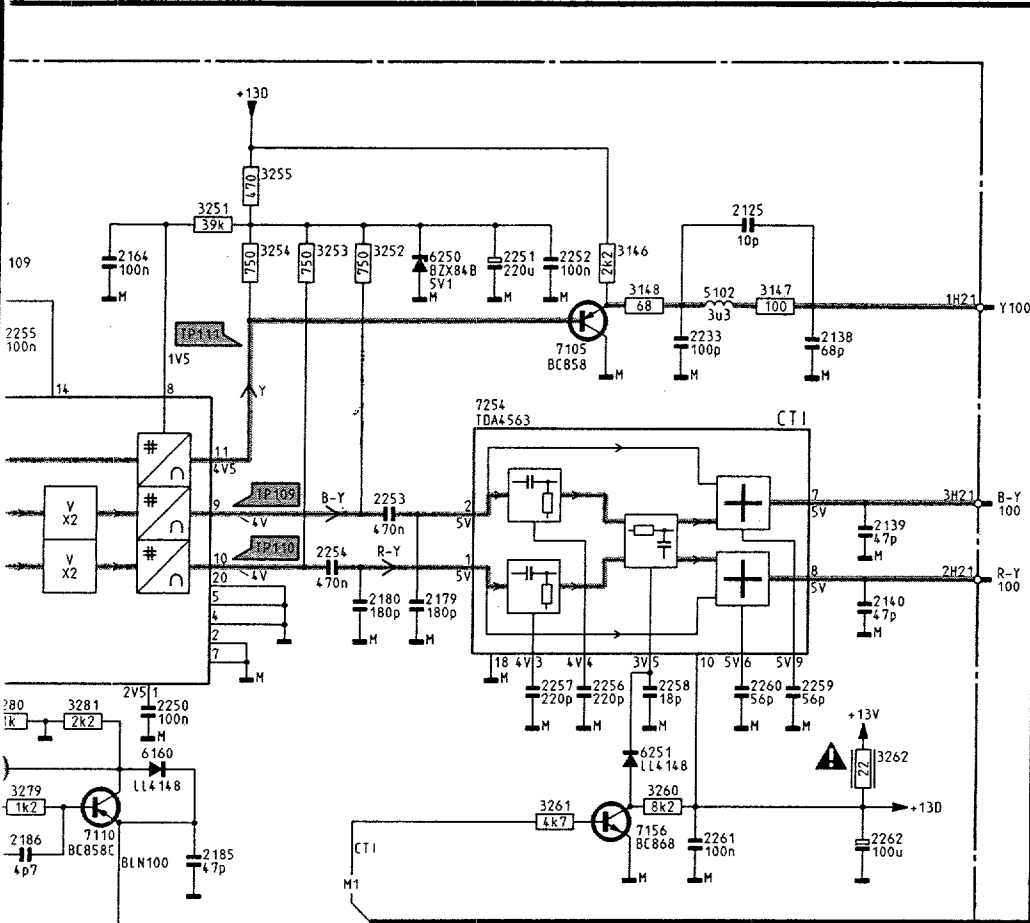 +13D
470 3255
3251
39k
2164
100n
M
750 3254
750 3253
750 3252
6250
BZX84B
5V1
M
2251
220u
M
2252
100n
M
2k2 3146
2125
10p
109
3148
68
5102
3u3
3147
100
1H21
Y100
2255
100n
TP111
1V5
7105
BC858
M
2233
100p
M
2138
68p
M
14
8
Y
7254
TDA4563
CTI
#
11
4V5
V
X2
#
9
4V
TP109
B-Y
2253
470n
2
5V
7
5V
3H21
B-Y
100
2139
47p
M
V
X2
#
10
4V
TP110
2254
470n
R-Y
1
5V
8
5V
2H21
R-Y
100
20
5
4
2
7
M
2180
180p
M
2179
180p
M
2140
47p
M
18
4V 3
4V 4
3V 5
10
5V 6
5V 9
M
2V5 1
2250
100n
M
2257
220p
M
2256
220p
M
2258
18p
M
2260
56p
M
2259
56p
M
280
1k
3281
2k2
6160
LL4148
6251
LL4148
+13V
22 3262
3279
1k2
7110
BC858C
3261
4k7
7156
BC868
M
3260
8k2
+13D
2186
4p7
BLN100
2185
47p
CTI
M1
2261
100n
M
2262
100u